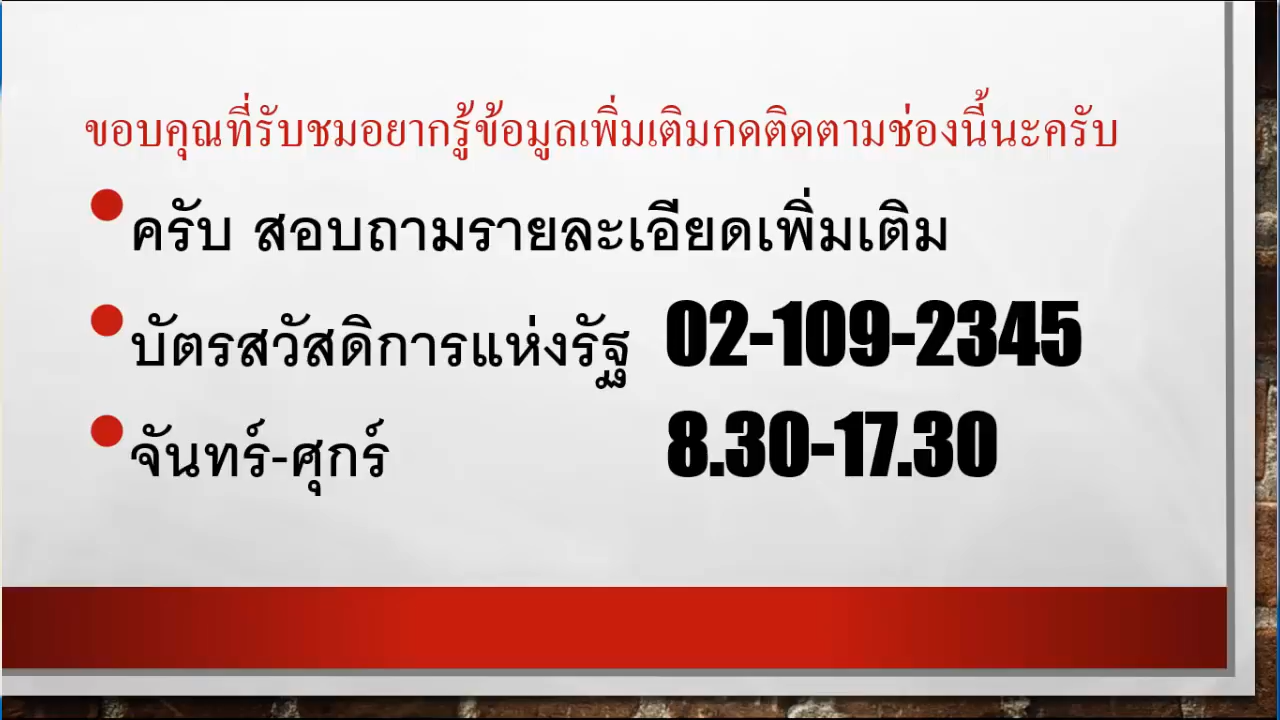 ขอบคุณที่รับชมอยากรู้ข้อมูลเพิ่มเติมกดติดตามช่องนี้นะครับ
ครับ สอบถามรายละเอียดเพิ่มเติม
บัตรสวัสดิการแห่งรัฐ 02-109-2345
จันทร์-ศุกร์ 8.30-17.30